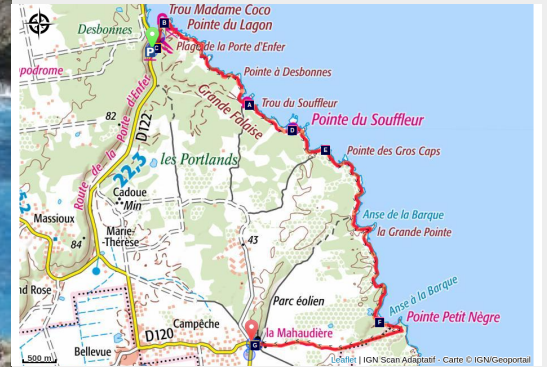 Trou Madame Coco
Pointe du Lagon
Desbonnes
B
P
C
Plage de la Porte d'Enfer
podrome
Pointe à Desbonnes
Route de la Porte d'Enfer
D122
82
Grande Falaise
A
Trou du Souffleur
D
Pointe du Souffleur
les Portlands
E
Pointe des Gros Caps
22,3
Cadoue
Min
Massioux
Marie-
Thérèse
84
43
Anse de la Barque
la Grande Pointe
nd Rose
Parc éolien
Anse à la Barque
Campêche
D120
la Mahaudière
F
Pointe Petit Nègre
G
Bellevue
500 m
Leaflet | IGN Scan Adaptatif - Carte © IGN/Geoportail